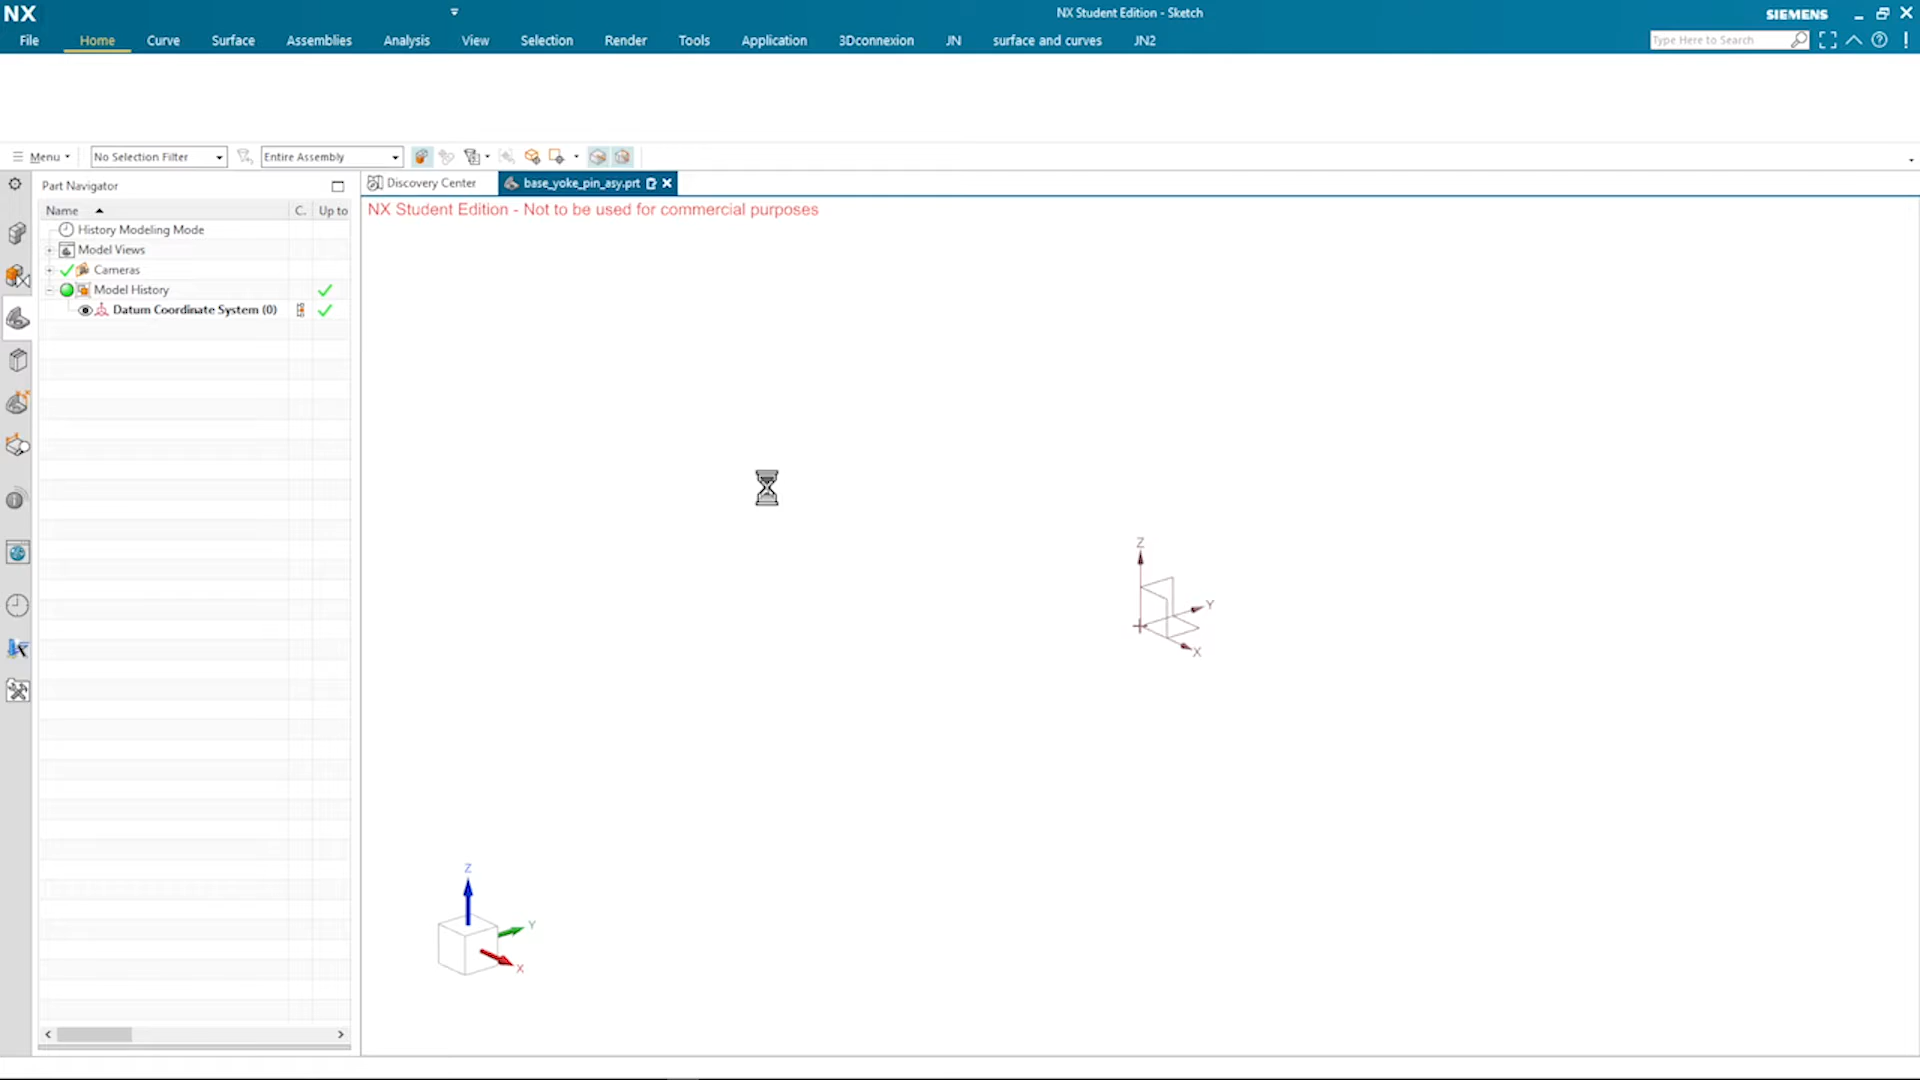 NX
NX Student Edition - Sketch
SIEMENS
File Home Curve Surface Assemblies Analysis View Selection Render Tools Application 3Dconnexion JN surface and curves JN2
Type Here to Search
Menu No Selection Filter Entire Assembly
Part Navigator
Discovery Center base_yoke_pin_asy.prt
Name C. Up to
NX Student Edition - Not to be used for commercial purposes
History Modeling Mode
Model Views
Cameras
Model History
Datum Coordinate System (0)
Z
Y
X
Z
Y
X